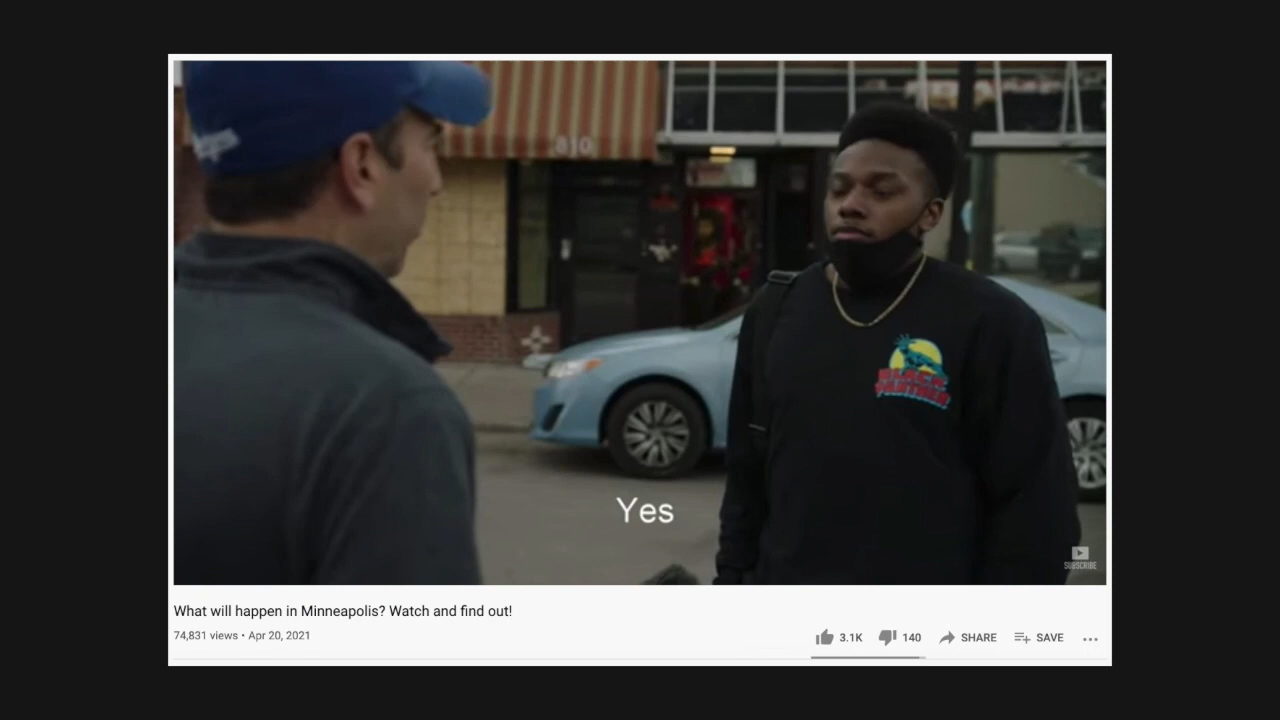 810
BLACK
PANTHER
Yes
SUBSCRIBE
What will happen in Minneapolis? Watch and find out!
74,831 views • Apr 20, 2021
3.1K 140 SHARE SAVE ...